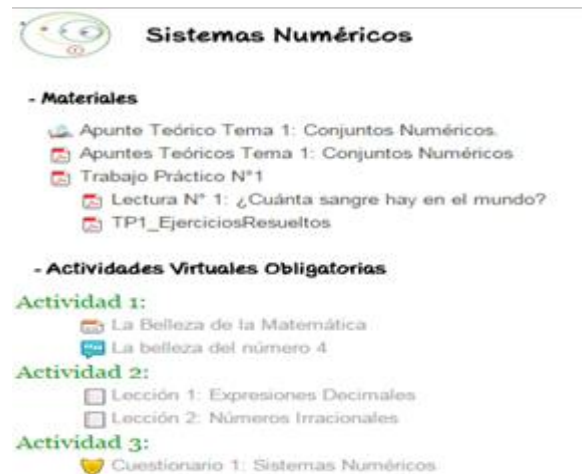 Sistemas Numéricos
- Materiales
Apunte Teórico Tema 1: Conjuntos Numéricos.
Apuntes Teóricos Tema 1: Conjuntos Numéricos
Trabajo Práctico N°1
Lectura N° 1: ¿Cuánta sangre hay en el mundo?
TP1_EjerciciosResueltos
- Actividades Virtuales Obligatorias
Actividad 1:
La Belleza de la Matemática
La belleza del número 4
Actividad 2:
Lección 1: Expresiones Decimales
Lección 2: Números Irracionales
Actividad 3:
Cuestionario 1: Sistemas Numéricos